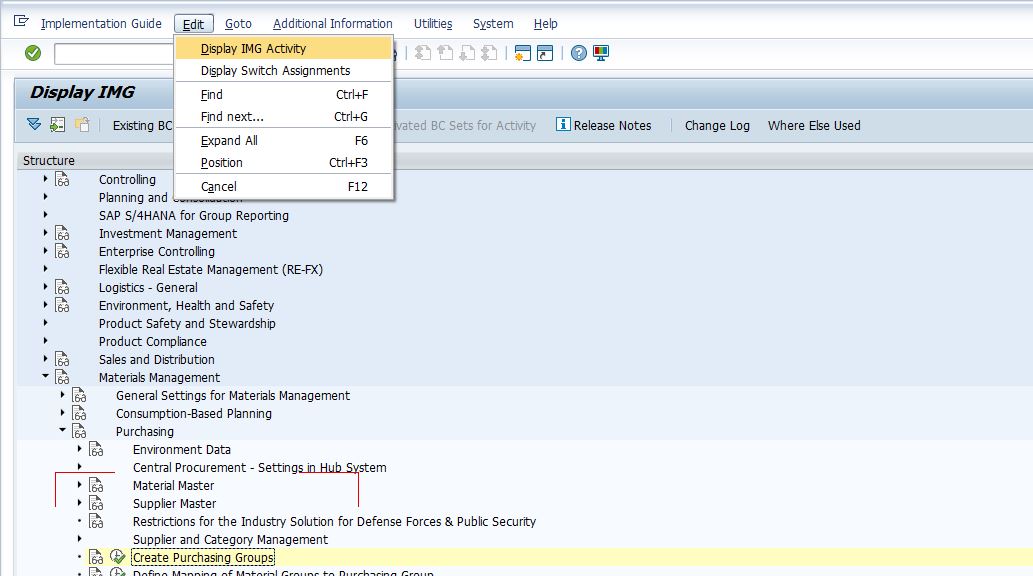 Implementation Guide Edit Goto Additional Information Utilities System Help
Display IMG Activity
Display Switch Assignments
Find Ctrl+F
Find next... Ctrl+G
Expand All F6
Position Ctrl+F3
Cancel F12
Display IMG
Existing BC BC Sets for Activity Release Notes Change Log Where Else Used
Structure
Controlling
Planning and
SAP S/4HANA for Group Reporting
Investment Management
Enterprise Controlling
Flexible Real Estate Management (RE-FX)
Logistics - General
Environment, Health and Safety
Product Safety and Stewardship
Product Compliance
Sales and Distribution
Materials Management
General Settings for Materials Management
Consumption-Based Planning
Purchasing
Environment Data
Central Procurement - Settings in Hub System
Material Master
Supplier Master
Restrictions for the Industry Solution for Defense Forces & Public Security
Supplier and Category Management
Create Purchasing Groups
Define Mapping of Material Groups to Purchasing Group